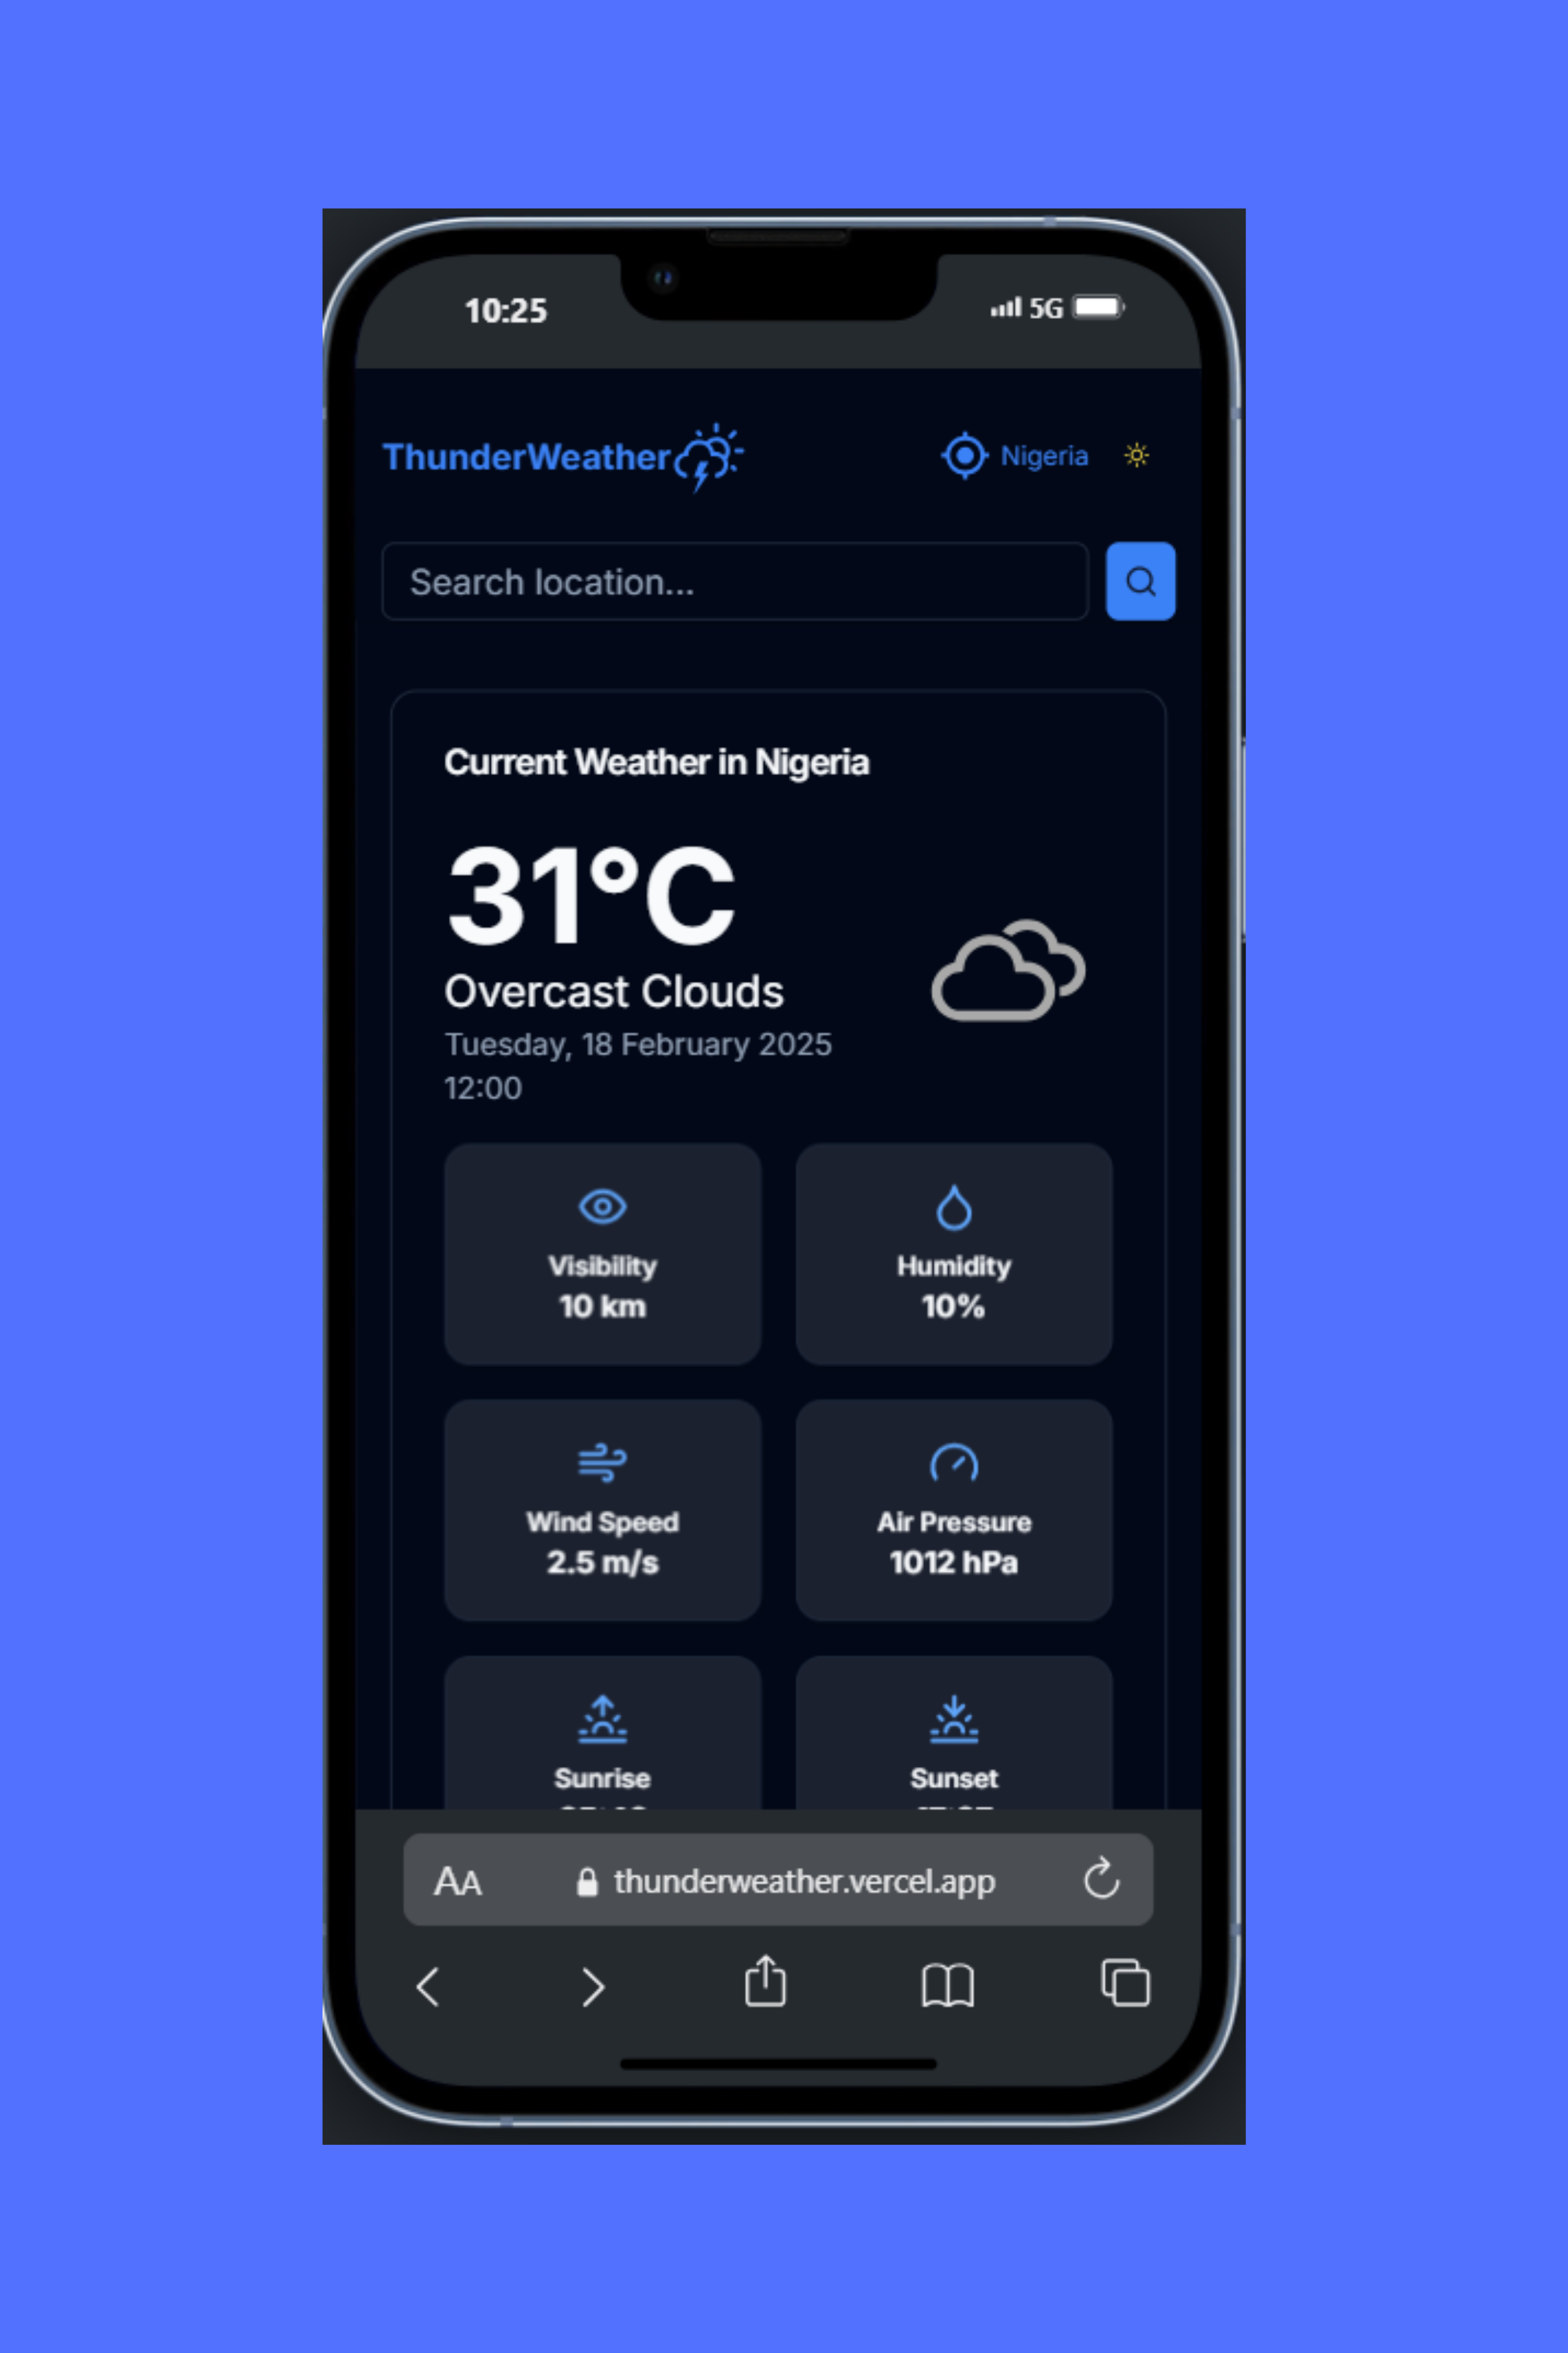 10:25
5G
ThunderWeather
Nigeria
Search location...
Current Weather in Nigeria
31°C
Overcast Clouds
Tuesday, 18 February 2025
12:00
Visibility
10 km
Humidity
10%
Wind Speed
2.5 m/s
Air Pressure
1012 hPa
Sunrise
Sunset
AA
thunderweather.vercel.app